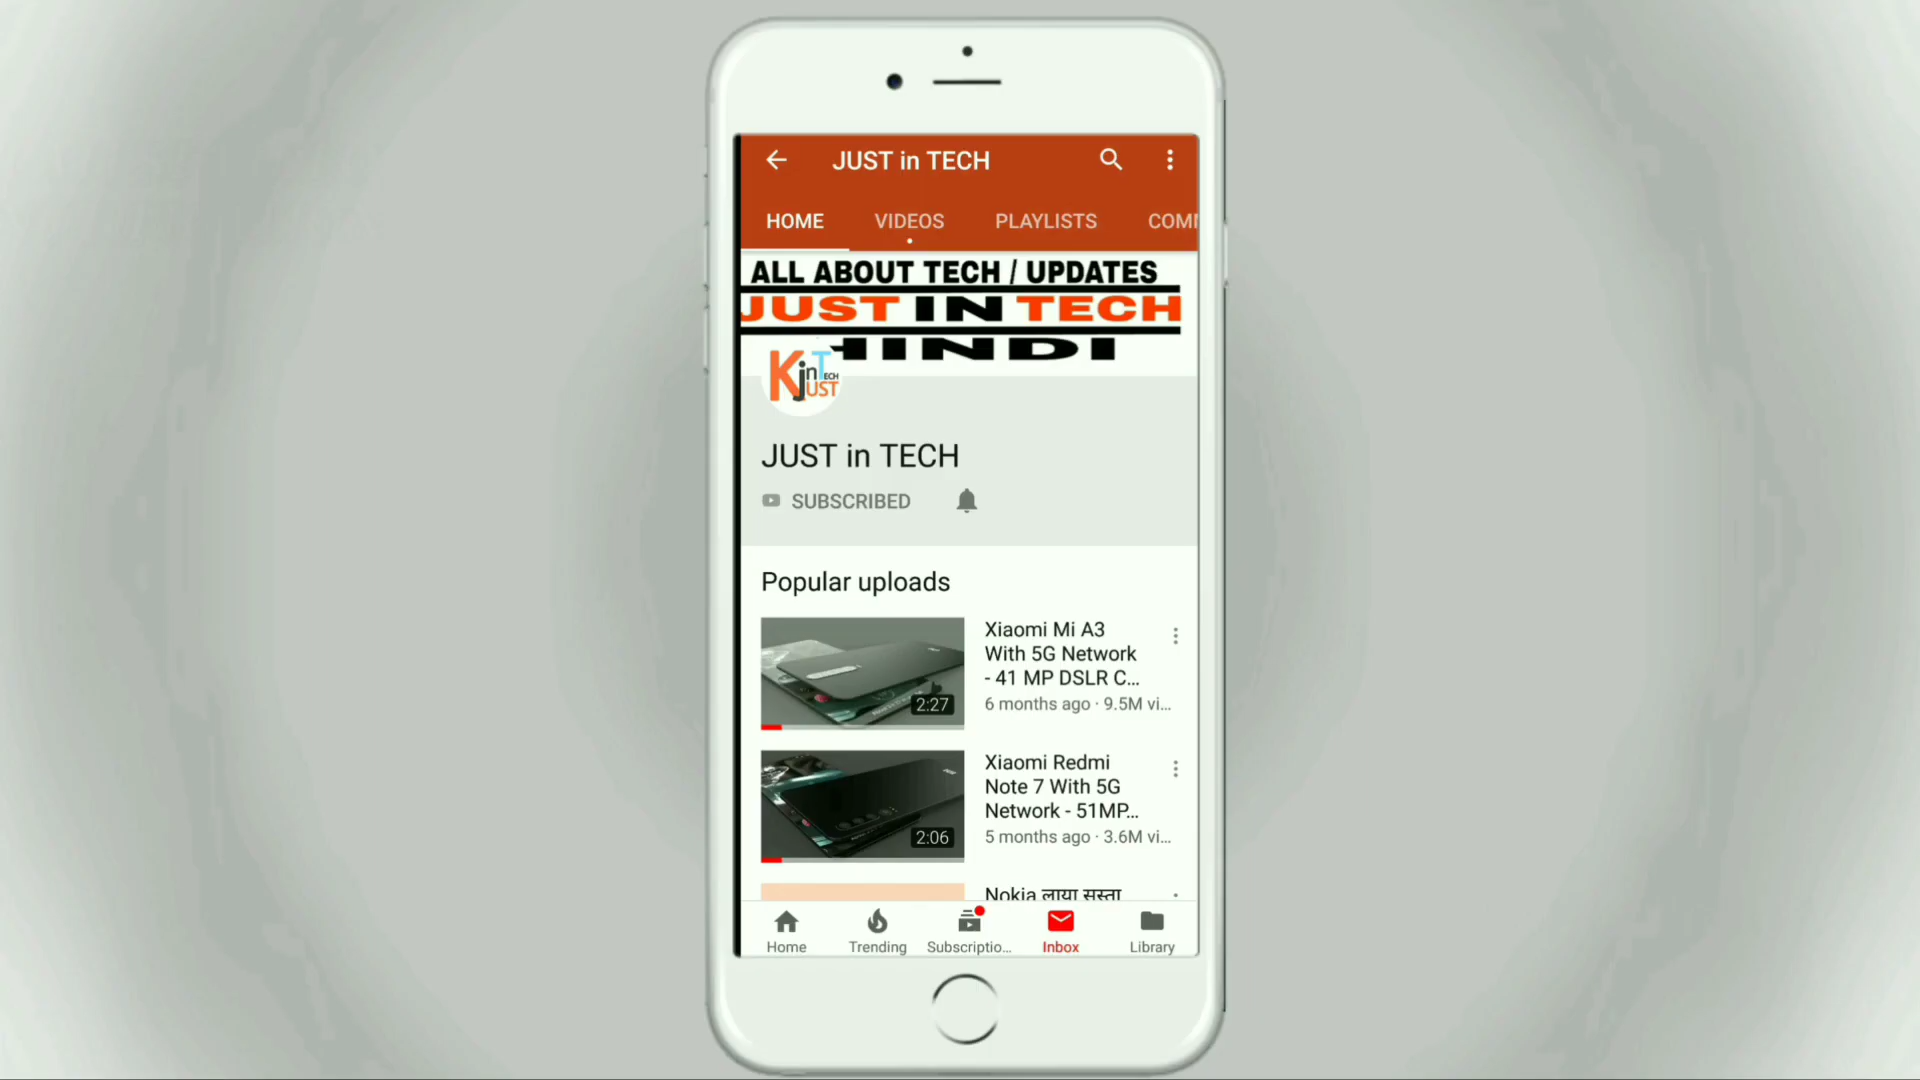 JUST in TECH
HOME VIDEOS PLAYLISTS COM
ALL ABOUT TECH / UPDATES
JUST IN TECH
HINDI
K jn TECH
JUST
JUST in TECH
SUBSCRIBED
Popular uploads
Xiaomi Mi A3
With 5G Network
- 41 MP DSLR C...
6 months ago · 9.5M vi...
2:27
Xiaomi Redmi
Note 7 With 5G
Network - 51MP...
5 months ago · 3.6M vi...
2:06
Nokia लाया सस्ता
Home Trending Subscriptio... Inbox Library